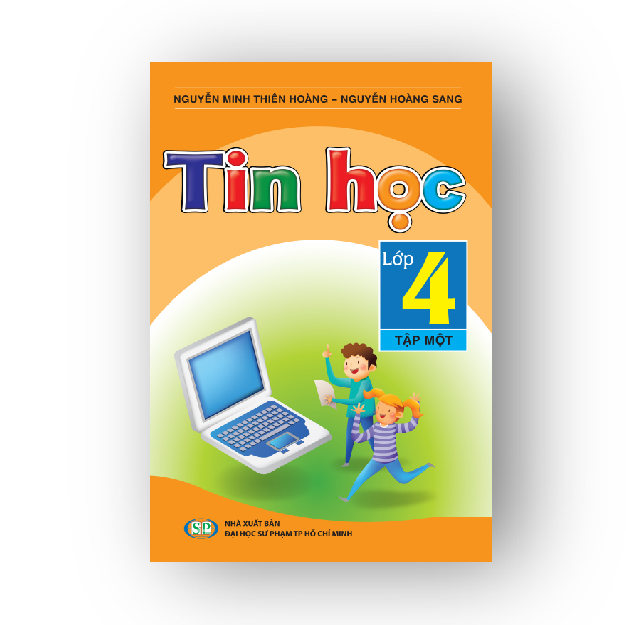 NGUYỄN MINH THIÊN HOÀNG – NGUYỄN HOÀNG SANG
Tin học
Lớp
4
TẬP MỘT
SP
NHÀ XUẤT BẢN
ĐẠI HỌC SƯ PHẠM TP HỒ CHÍ MINH